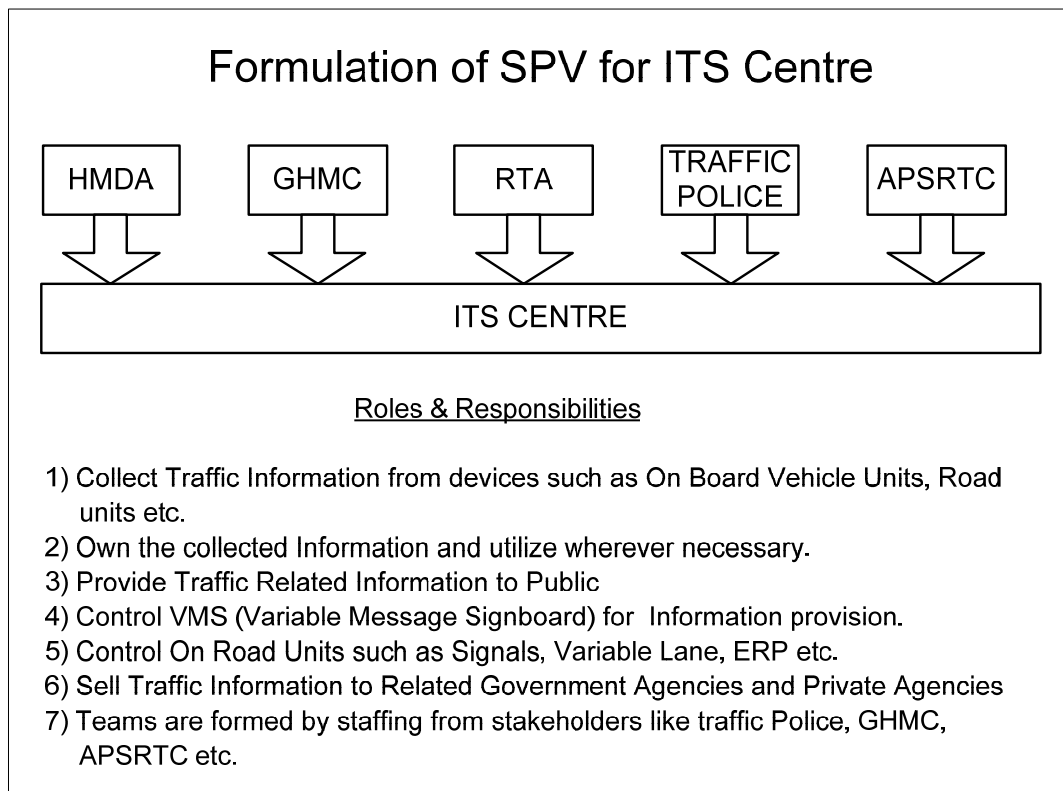 Formulation of SPV for ITS Centre
HMDA
GHMC
RTA
TRAFFIC
POLICE
APSRTC
ITS CENTRE
Roles & Responsibilities
1) Collect Traffic Information from devices such as On Board Vehicle Units, Road
units etc.
2) Own the collected Information and utilize wherever necessary.
3) Provide Traffic Related Information to Public
4) Control VMS (Variable Message Signboard) for Information provision.
5) Control On Road Units such as Signals, Variable Lane, ERP etc.
6) Sell Traffic Information to Related Government Agencies and Private Agencies
7) Teams are formed by staffing from stakeholders like traffic Police, GHMC,
APSRTC etc.